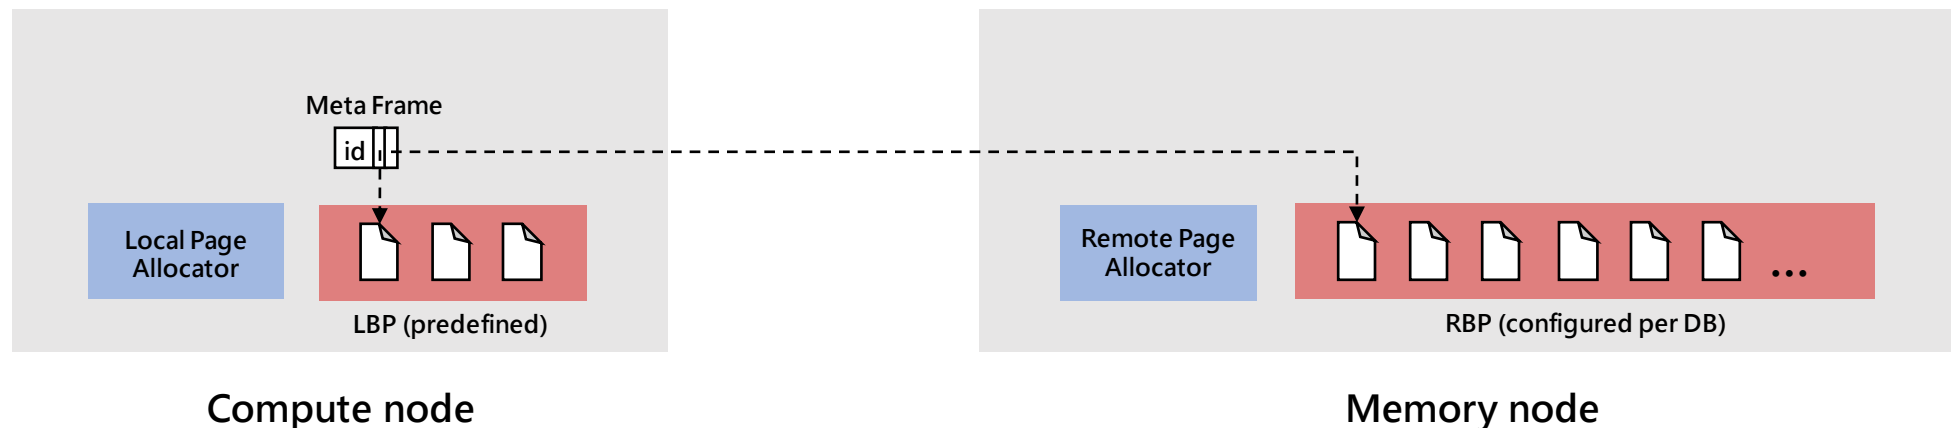 Meta Frame
id
Local Page
Allocator
LBP (predefined)
Compute node
Remote Page
Allocator
...
RBP (configured per DB)
Memory node